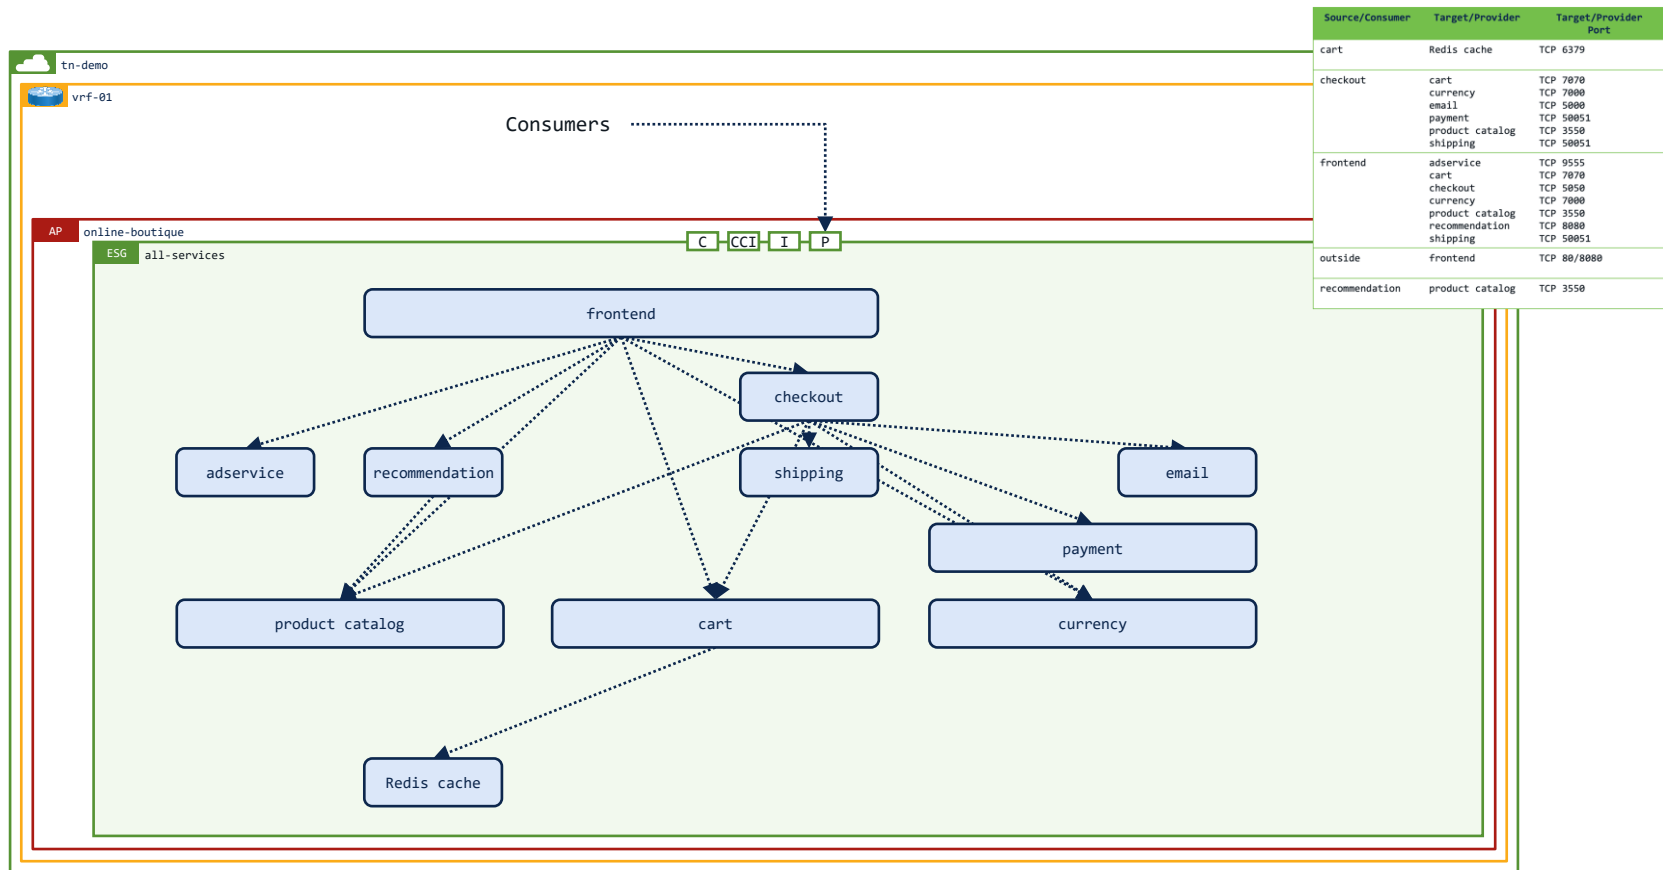 Source/Consumer Target/Provider Target/Provider
Port
cart Redis cache TCP 6379
checkout cart TCP 7070
currency TCP 7000
email TCP 5000
payment TCP 50051
product catalog TCP 3550
shipping TCP 50051
frontend adservice TCP 9555
cart TCP 7070
checkout TCP 5050
currency TCP 7000
product catalog TCP 3550
recommendation TCP 8080
shipping TCP 50051
outside frontend TCP 80/8080
recommendation product catalog TCP 3550
tn-demo
vrf-01
Consumers
AP online-boutique
C CCI I P
ESG all-services
frontend
checkout
adservice recommendation shipping email
payment
product catalog cart currency
Redis cache